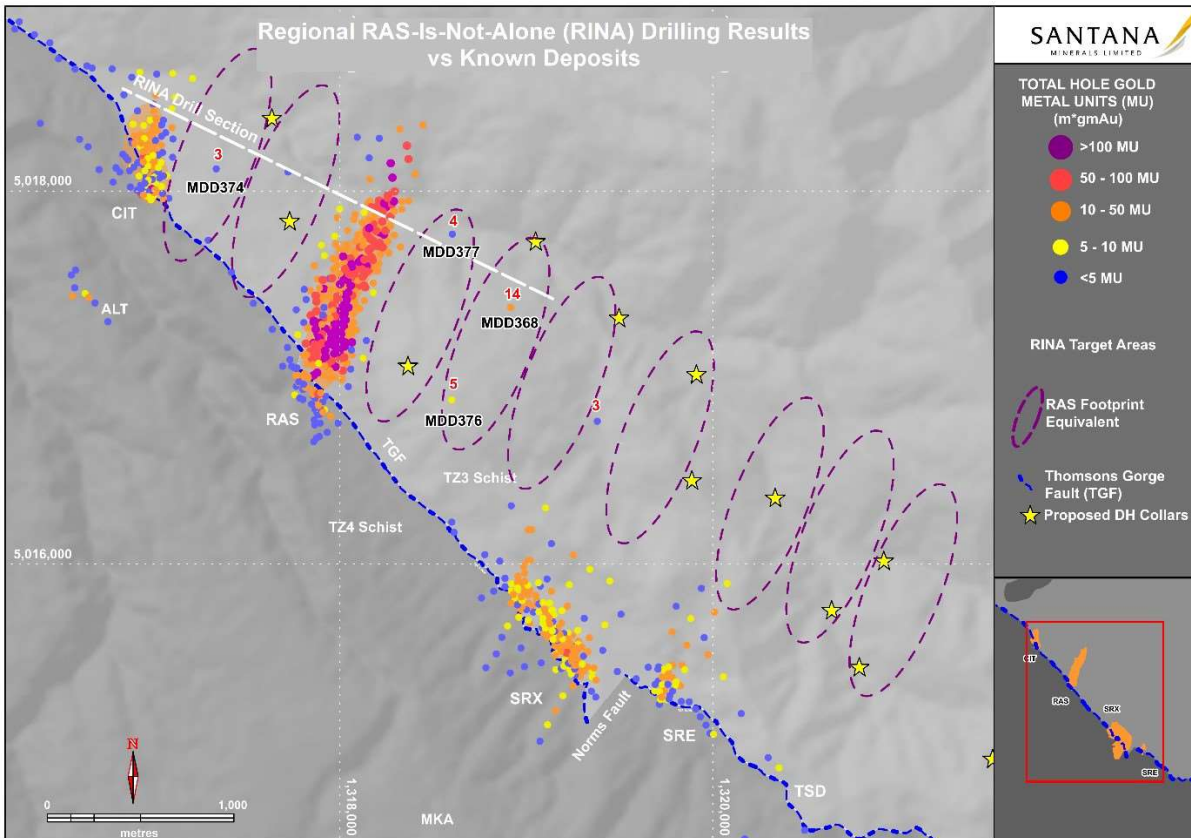 Regional RAS-Is-Not-Alone (RINA) Drilling Results
vs Known Deposits
RINA Drill Section
5,018,000
3
MDD374
CIT
4
MDD377
14
MDD368
ALT
5
MDD376
3
RAS
TGF
TZ3 Schist
TZ4 Schist
5,016,000
SRX
Norms Fault
SRE
TSD
MKA
1,318,000
1,320,000
N
0
1,000
metres
SANTANA
MINERALS LIMITED
TOTAL HOLE GOLD
METAL UNITS (MU)
(m*gmAu)
>100 MU
50 - 100 MU
10 - 50 MU
5 - 10 MU
<5 MU
RINA Target Areas
RAS Footprint
Equivalent
Thomsons Gorge
Fault (TGF)
Proposed DH Collars
CIT
RAS
SRX
SRE